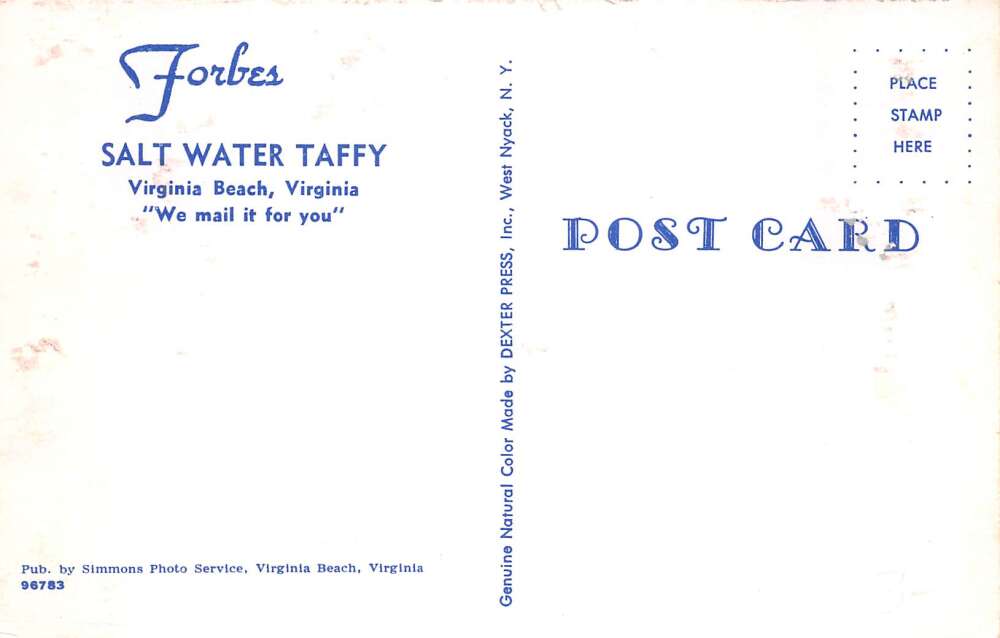 Forbes
SALT WATER TAFFY
Virginia Beach, Virginia
"We mail it for you"
Pub. by Simmons Photo Service, Virginia Beach, Virginia
96783
Genuine Natural Color Made by DEXTER PRESS, Inc., West Nyack, N. Y.
PLACE
STAMP
HERE
POST CARD